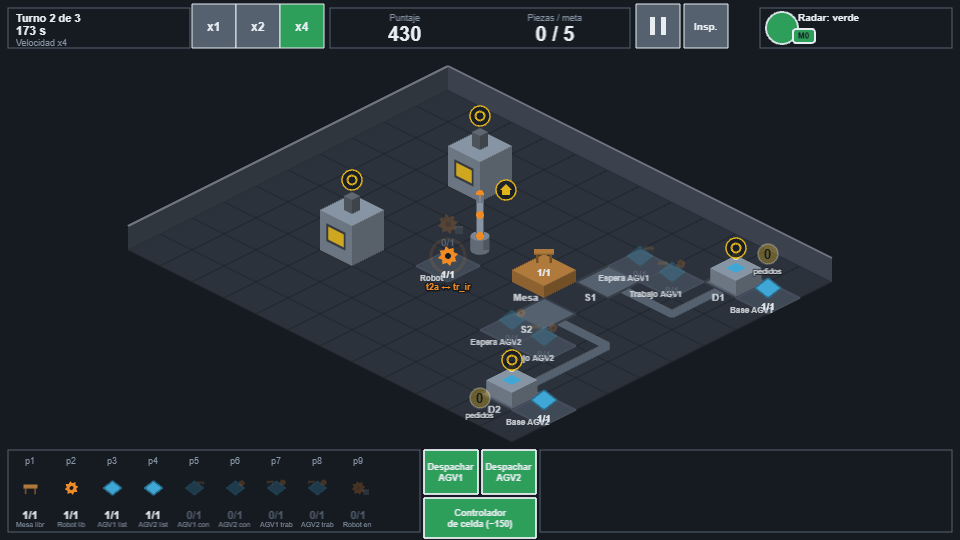 Turno 2 de 3
173 s
Velocidad x4
x1
x2
x4
Puntaje
430
Piezas / meta
0 / 5
Insp.
Radar: verde
M0
0/1
1/1
Robot
t2a ↔ tr_ir
1/1
Mesa
S1
Espera AGV1
Trabajo AGV1
D1
0
pedidos
Base AGV1
1/1
S2
Espera AGV2
jo AGV2
0
pedidos
D2
Base AGV2
1/1
p1
p2
p3
p4
p5
p6
p7
p8
p9
1/1
1/1
1/1
1/1
0/1
0/1
0/1
0/1
0/1
Mesa libr
Robot lib
AGV1 list
AGV2 list
AGV1 con
AGV2 con
AGV1 trab
AGV2 trab
Robot en
Despachar
AGV1
Despachar
AGV2
Controlador
de celda (−150)